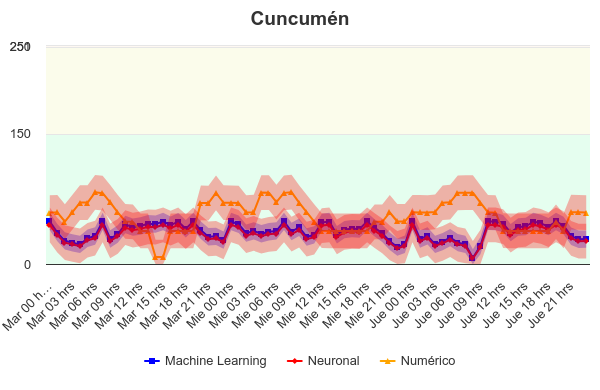 Cuncumén
150
0
Mar 00 h...
Mar 03 hrs
Mar 06 hrs
Mar 09 hrs
Mar 12 hrs
Mar 15 hrs
Mar 18 hrs
Mar 21 hrs
Mie 00 hrs
Mie 03 hrs
Mie 06 hrs
Mie 09 hrs
Mie 12 hrs
Mie 15 hrs
Mie 18 hrs
Mie 21 hrs
Jue 00 hrs
Jue 03 hrs
Jue 06 hrs
Jue 09 hrs
Jue 12 hrs
Jue 15 hrs
Jue 18 hrs
Jue 21 hrs
Machine Learning Neuronal Numérico